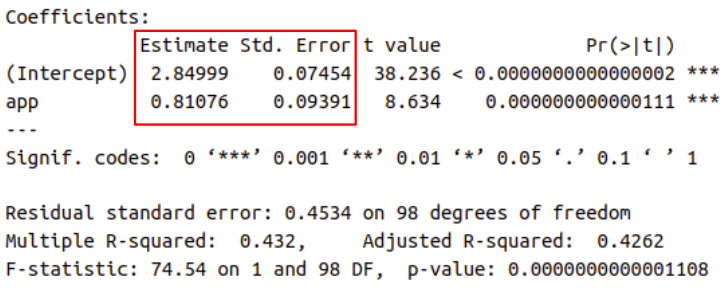 Coefficients:
Estimate Std. Error t value Pr(>|t|)
(Intercept) 2.84999 0.07454 38.236 < 0.0000000000000002 ***
app 0.81076 0.09391 8.634 0.000000000000111 ***
---
Signif. codes: 0 ‘***’ 0.001 ‘**’ 0.01 ‘*’ 0.05 ‘.’ 0.1 ‘ ’ 1
Residual standard error: 0.4534 on 98 degrees of freedom
Multiple R-squared: 0.432, Adjusted R-squared: 0.4262
F-statistic: 74.54 on 1 and 98 DF, p-value: 0.0000000000001108